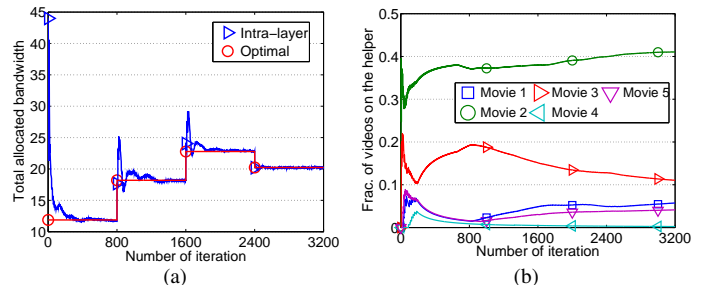 45
40
35
30
25
20
15
10
Total allocated bandwidth
Intra−layer
Optimal
0 800 1600 2400 3200
Number of iteration
(a)
0.5
0.4
0.3
0.2
0.1
0
Frac. of videos on the helper
Movie 1 Movie 3 Movie 5
Movie 2 Movie 4
0 800 1600 2400 3200
Number of iteration
(b)